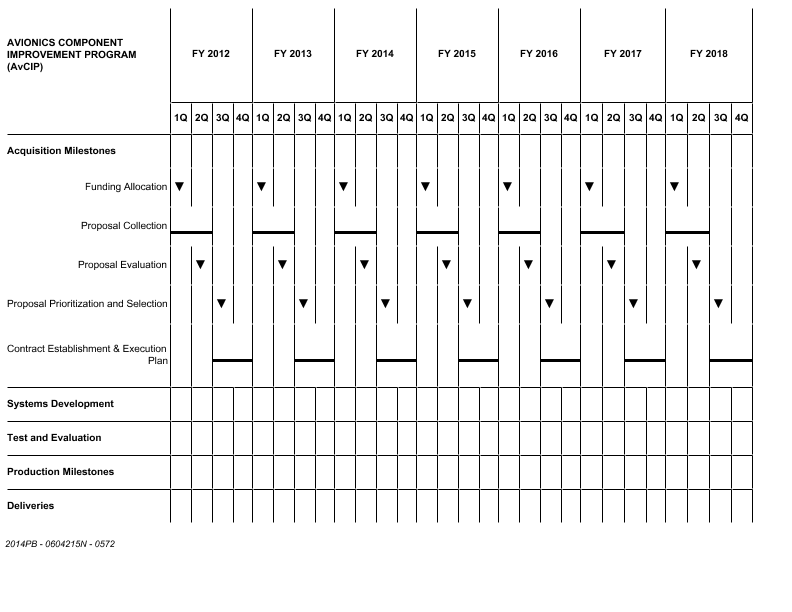 AVIONICS COMPONENT
IMPROVEMENT PROGRAM
(AvCIP)
FY 2012 FY 2013 FY 2014 FY 2015 FY 2016 FY 2017 FY 2018
1Q 2Q 3Q 4Q 1Q 2Q 3Q 4Q 1Q 2Q 3Q 4Q 1Q 2Q 3Q 4Q 1Q 2Q 3Q 4Q 1Q 2Q 3Q 4Q 1Q 2Q 3Q 4Q
Acquisition Milestones
Funding Allocation
Proposal Collection
Proposal Evaluation
Proposal Prioritization and Selection
Contract Establishment & Execution
Plan
Systems Development
Test and Evaluation
Production Milestones
Deliveries
2014PB - 0604215N - 0572